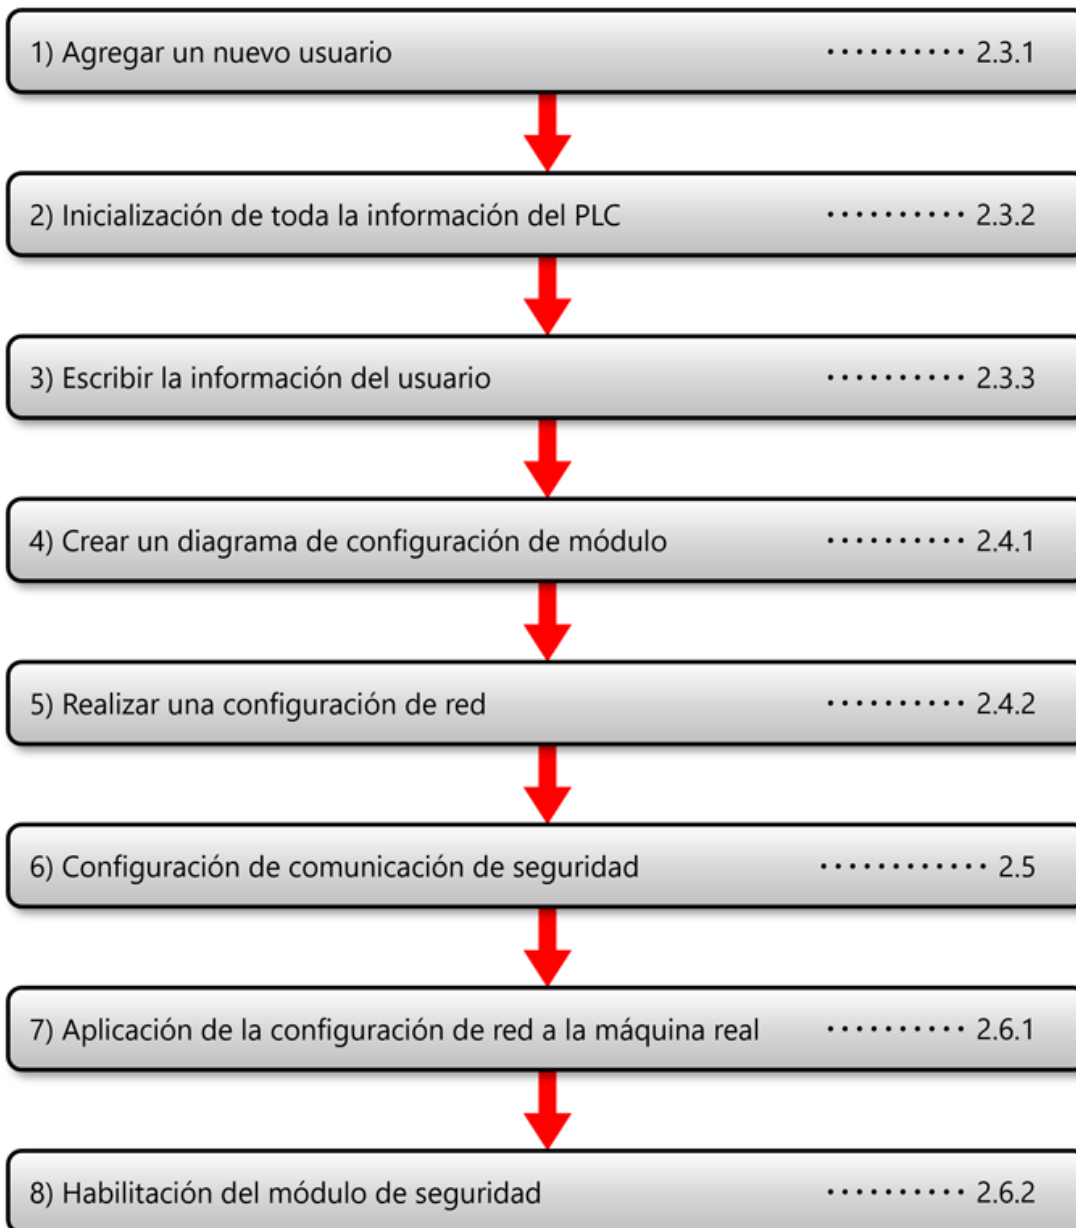 1) Agregar un nuevo usuario ·········· 2.3.1
2) Inicialización de toda la información del PLC ·········· 2.3.2
3) Escribir la información del usuario ·········· 2.3.3
4) Crear un diagrama de configuración de módulo ·········· 2.4.1
5) Realizar una configuración de red ·········· 2.4.2
6) Configuración de comunicación de seguridad ············ 2.5
7) Aplicación de la configuración de red a la máquina real ·········· 2.6.1
8) Habilitación del módulo de seguridad ·········· 2.6.2